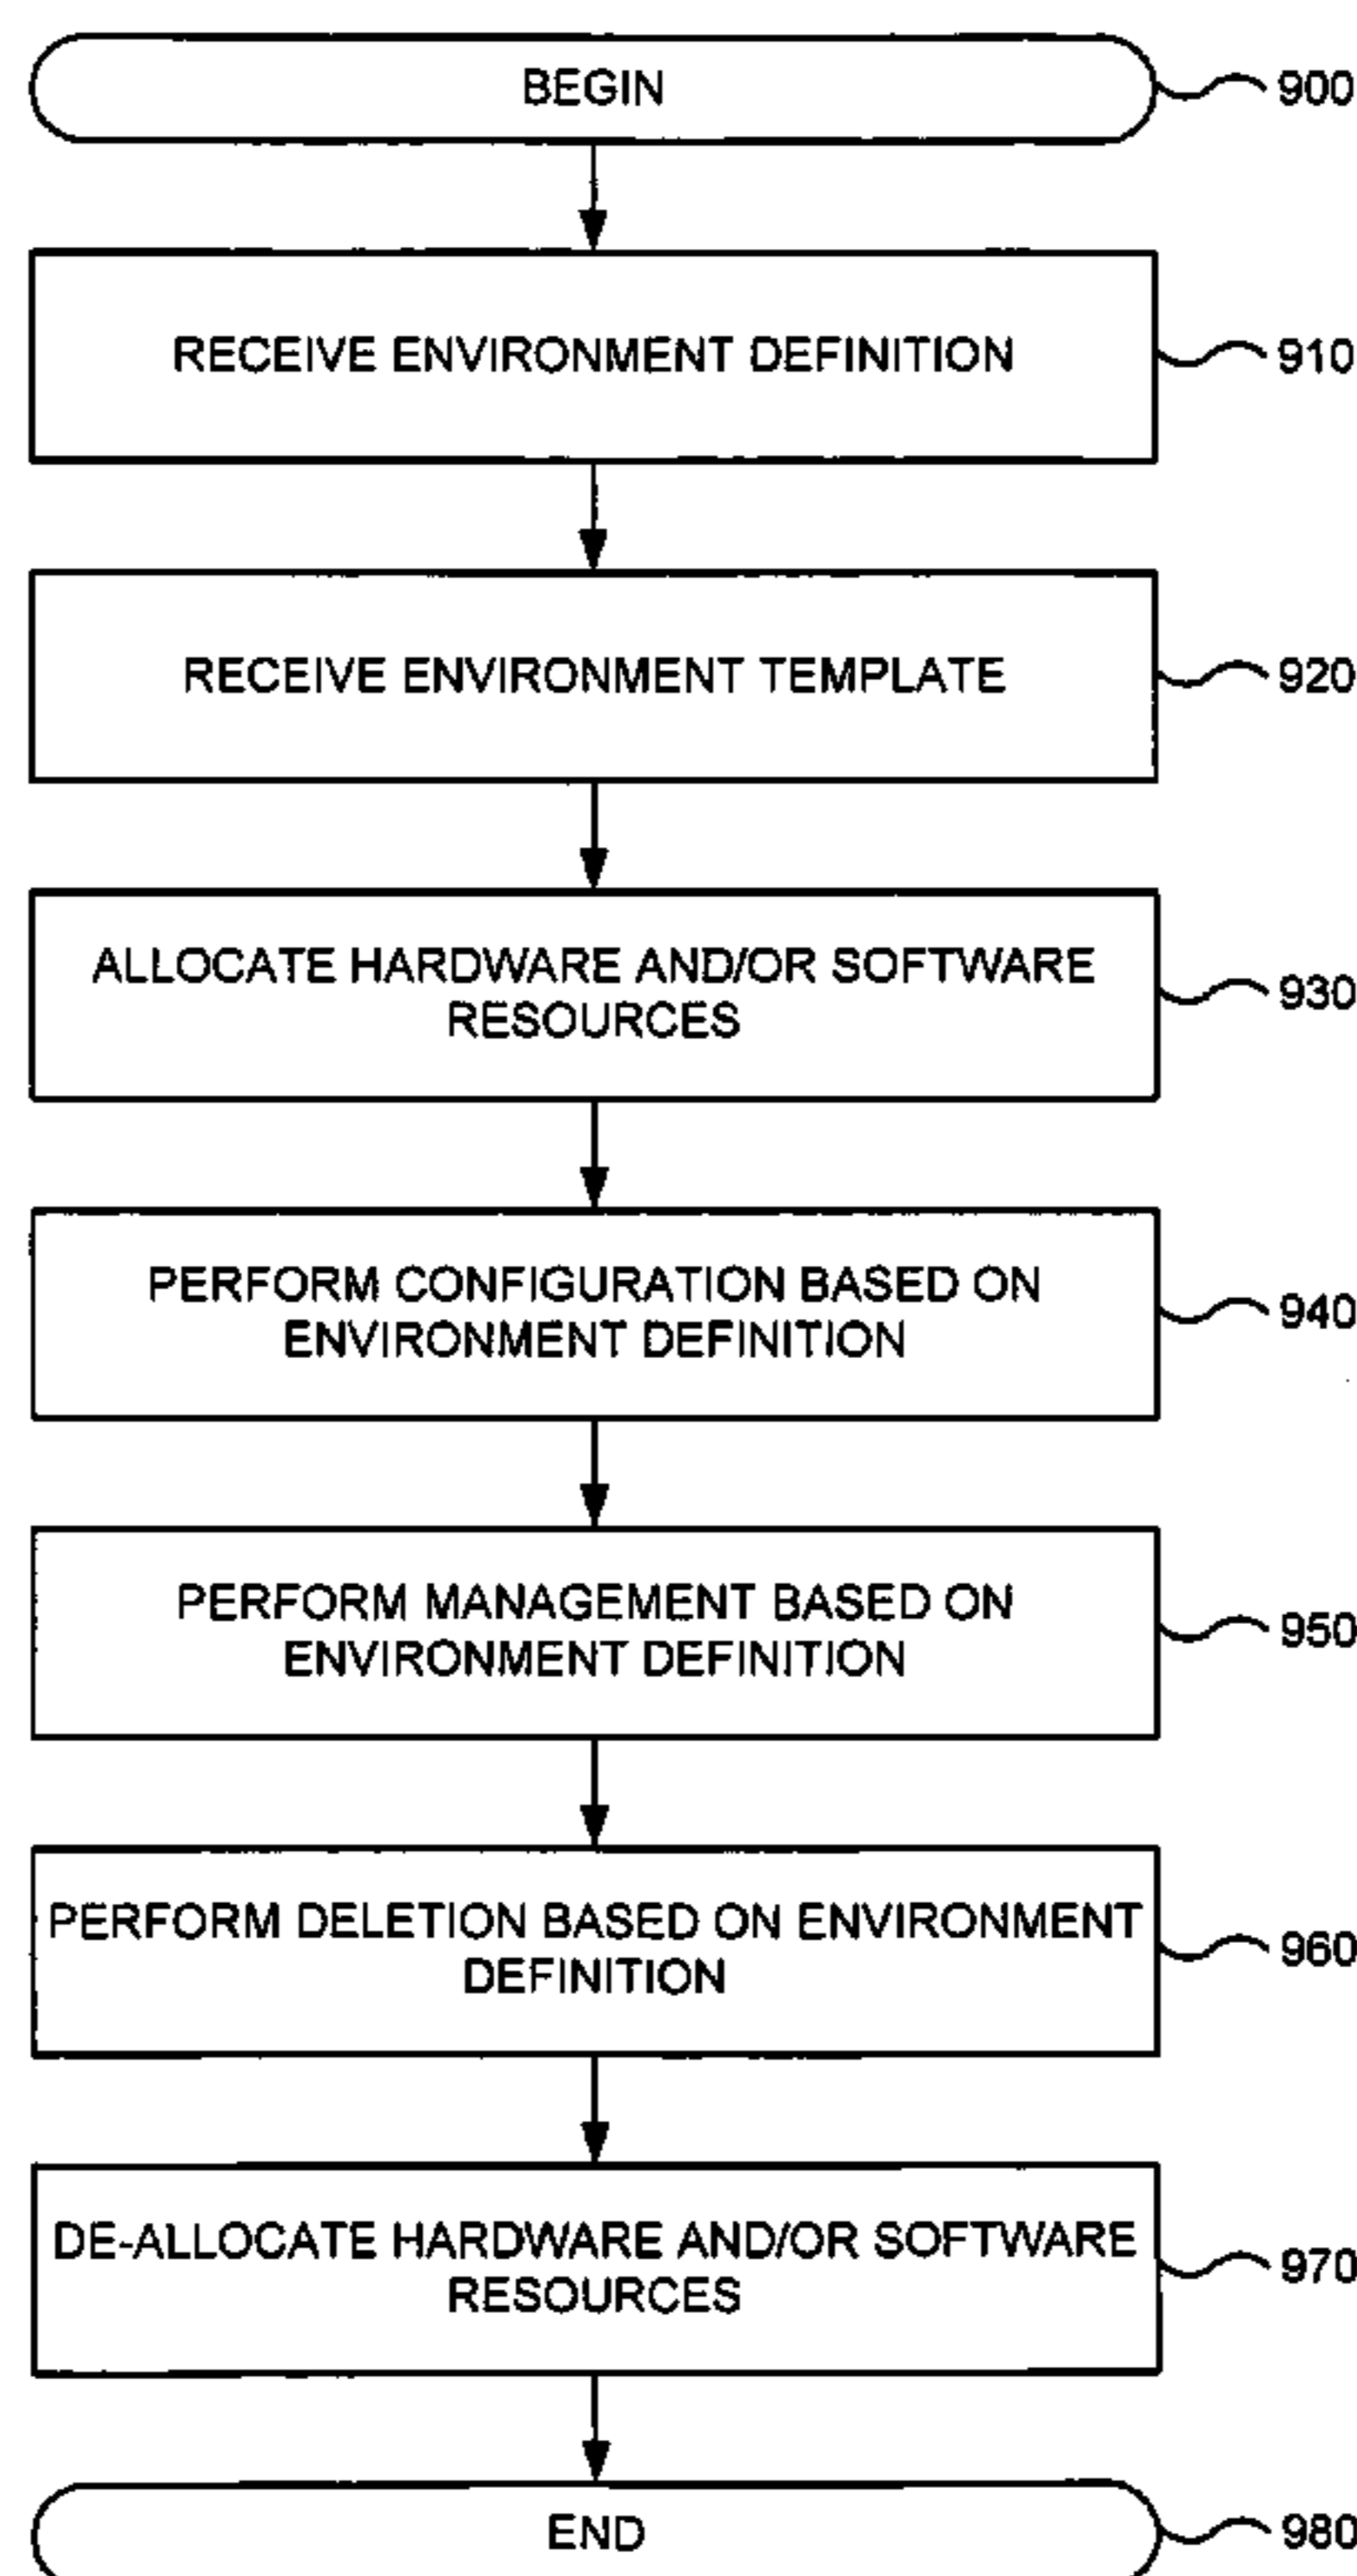 BEGIN
900
RECEIVE ENVIRONMENT DEFINITION
910
RECEIVE ENVIRONMENT TEMPLATE
920
ALLOCATE HARDWARE AND/OR SOFTWARE
RESOURCES
930
PERFORM CONFIGURATION BASED ON
ENVIRONMENT DEFINITION
940
PERFORM MANAGEMENT BASED ON
ENVIRONMENT DEFINITION
950
PERFORM DELETION BASED ON ENVIRONMENT
DEFINITION
960
DE-ALLOCATE HARDWARE AND/OR SOFTWARE
RESOURCES
970
END
980